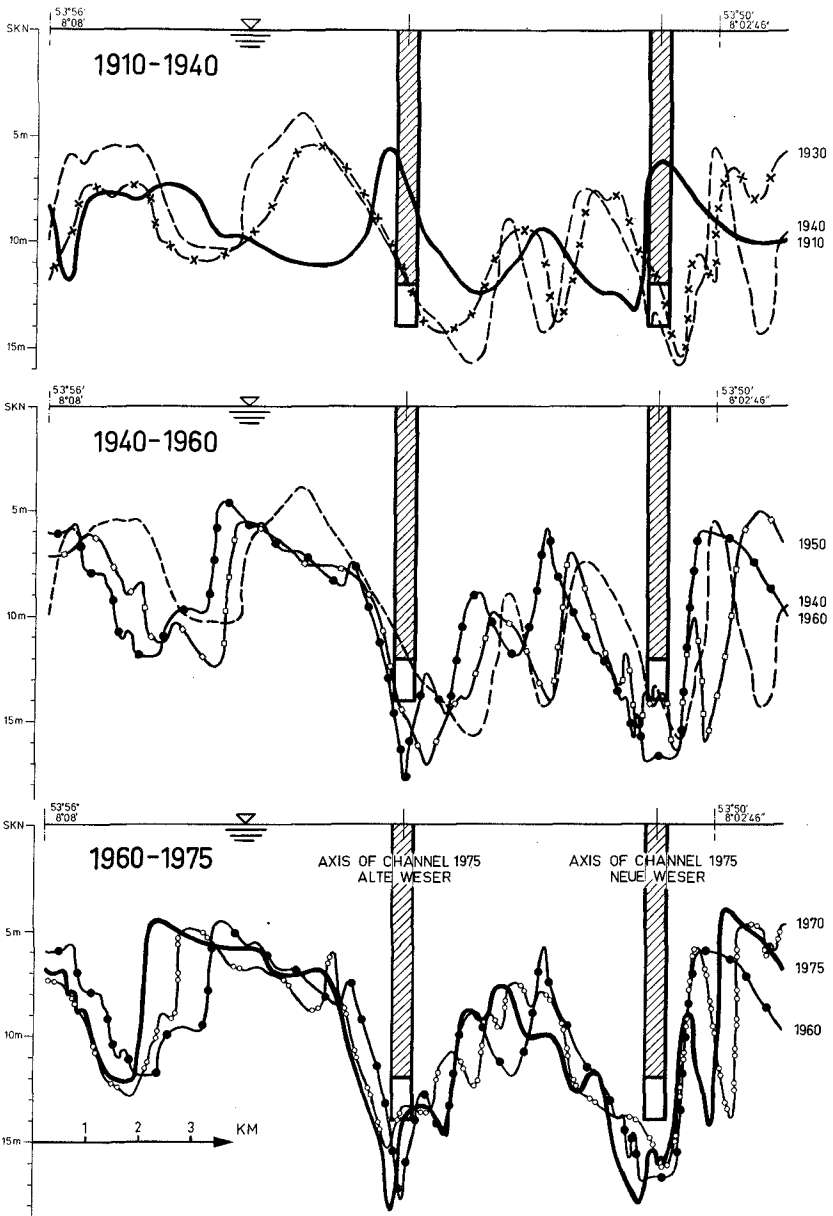 53°56'
8°08'
53°50'
8°02'46"
SKN
1910-1940
5m
10m
15m
1930
1940
1910
53°56'
8°08'
53°50'
8°02'46"
SKN
1940-1960
5m
10m
15m
1950
1940
1960
53°56'
8°08'
53°50'
8°02'46"
SKN
1960-1975
AXIS OF CHANNEL 1975
ALTE WESER
AXIS OF CHANNEL 1975
NEUE WESER
5m
10m
15m
1970
1975
1960
1 2 3 KM